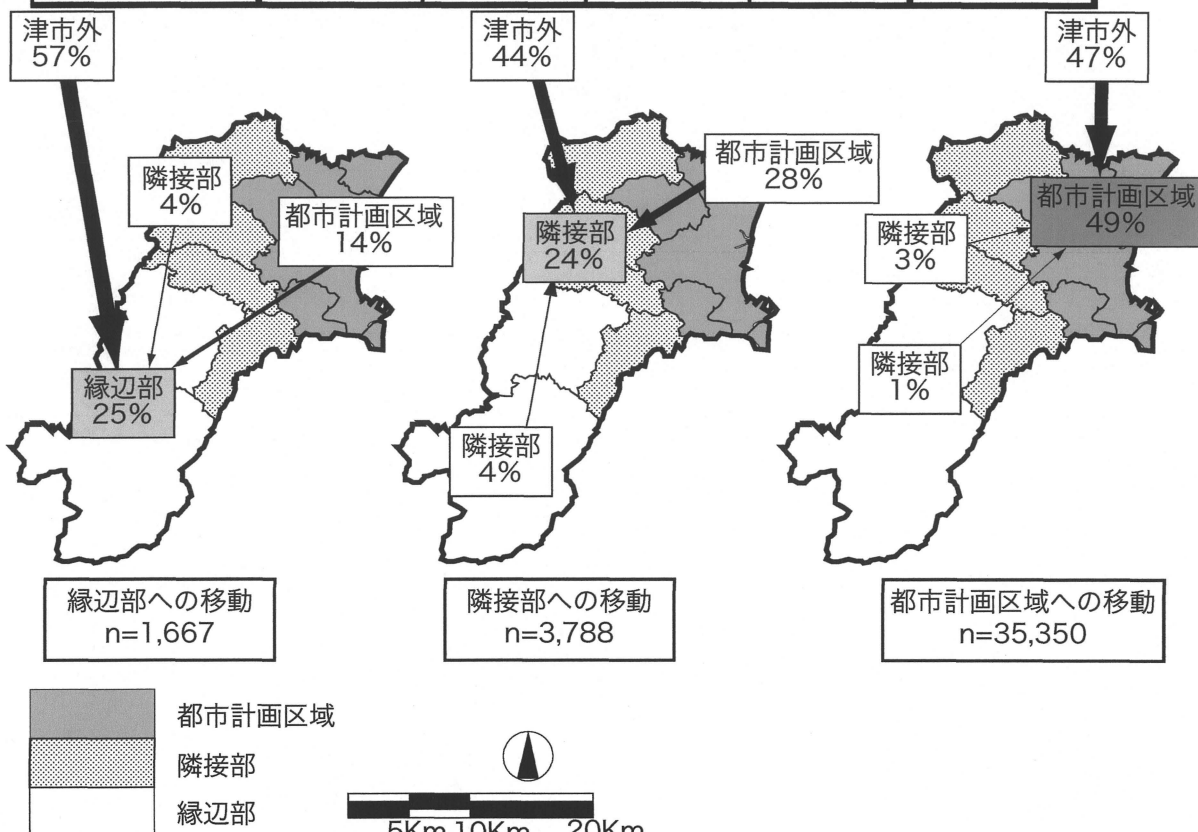 津市外
57%
隣接部
4%
都市計画区域
14%
縁辺部
25%
縁辺部への移動
n=1,667
津市外
44%
都市計画区域
28%
隣接部
24%
隣接部
4%
隣接部への移動
n=3,788
津市外
47%
都市計画区域
49%
隣接部
3%
隣接部
1%
都市計画区域への移動
n=35,350
都市計画区域
隣接部
縁辺部
5Km 10Km 20Km